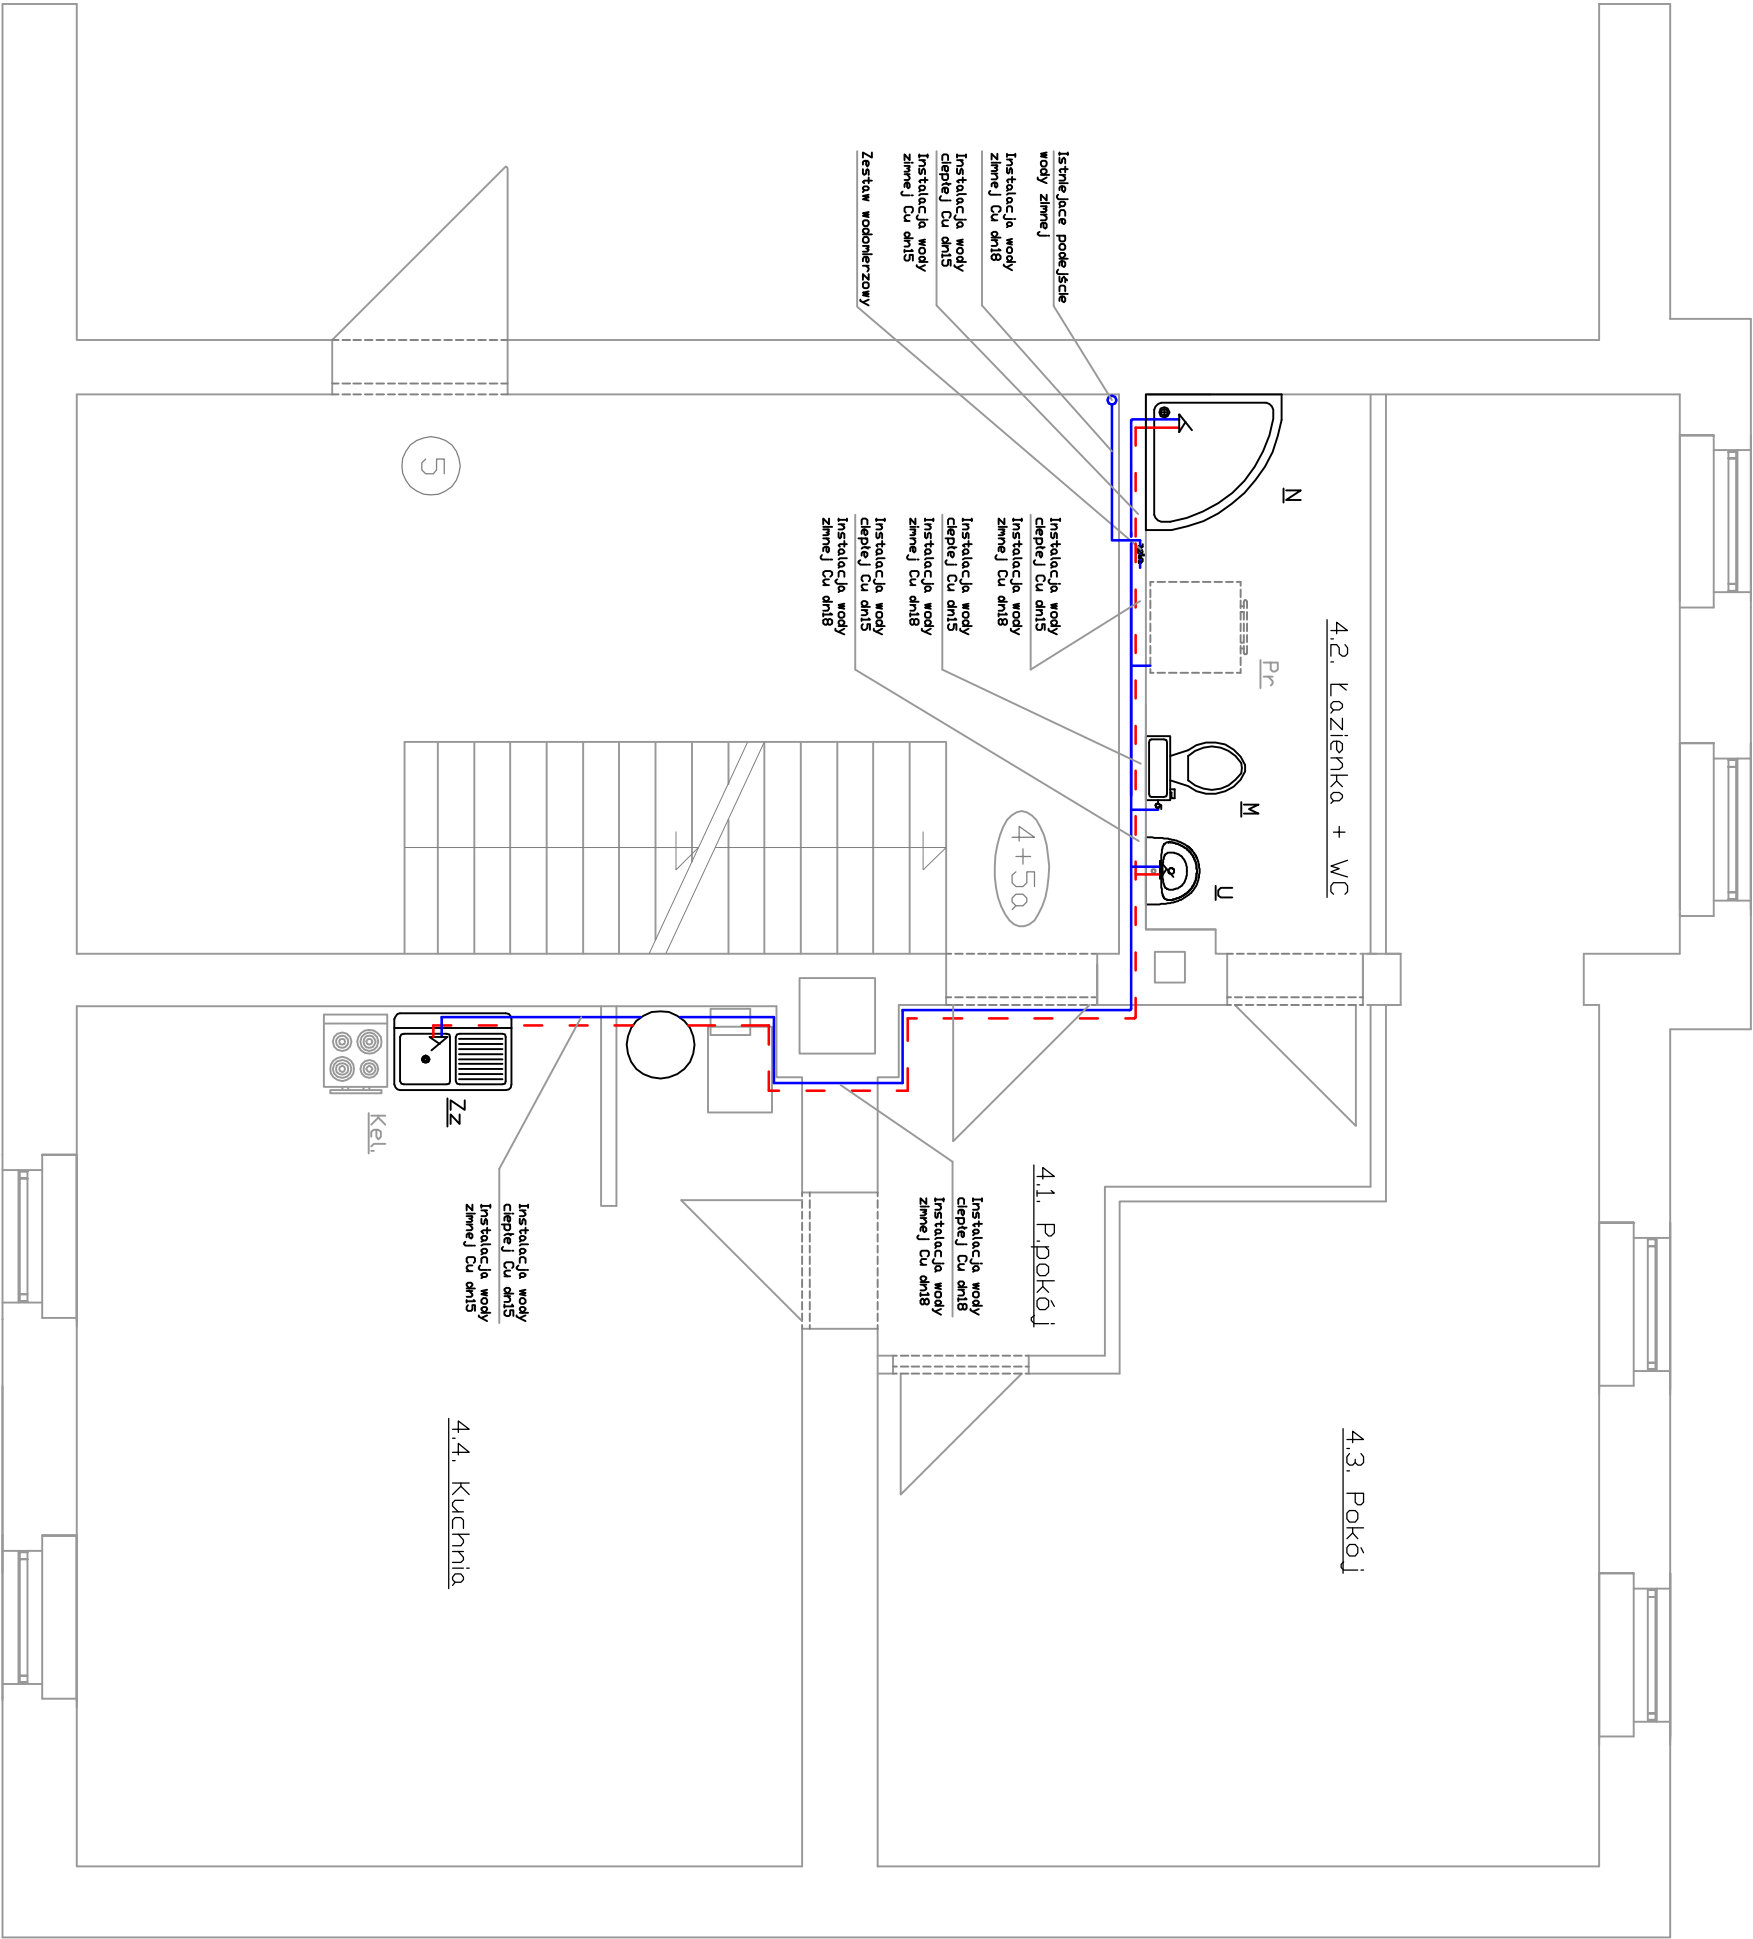 Istniejące podejście
wody zimnej
Instalacja wody
zimnej Cu dn18
Instalacja wody
ciepłej Cu dn15
Instalacja wody
zimnej Cu dn15
Zestaw wodomierzowy
N
4.2. Łazienka + WC
Pr
M
U
Instalacja wody
ciepłej Cu dn15
Instalacja wody
zimnej Cu dn18
Instalacja wody
ciepłej Cu dn15
Instalacja wody
zimnej Cu dn18
Instalacja wody
ciepłej Cu dn15
Instalacja wody
zimnej Cu dn18
5
4+5a
4.1. P.pokój
Instalacja wody
ciepłej Cu dn18
Instalacja wody
zimnej Cu dn18
Instalacja wody
ciepłej Cu dn15
Instalacja wody
zimnej Cu dn15
Zz
Kel.
4.3. Pokój
4.4. Kuchnia